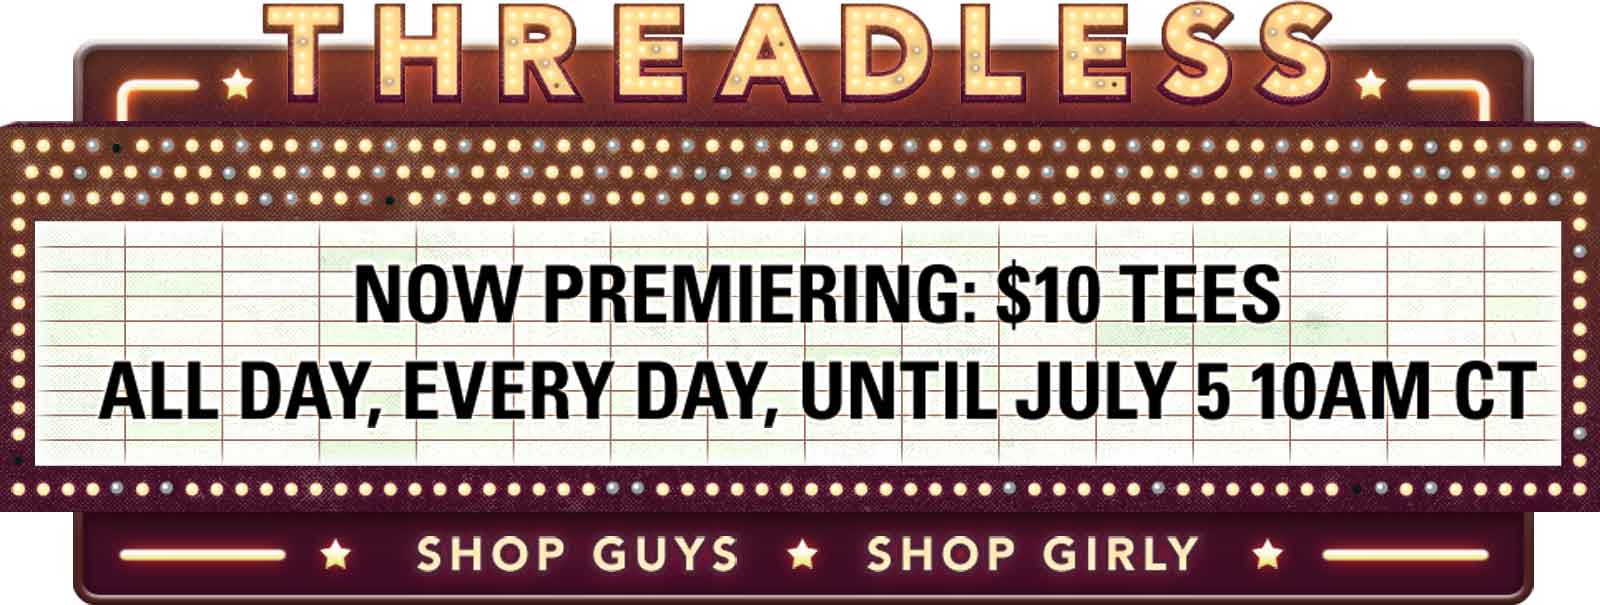 THREADLESS
NOW PREMIERING: $10 TEES
ALL DAY, EVERY DAY, UNTIL JULY 5 10AM CT
SHOP GUYS SHOP GIRLY